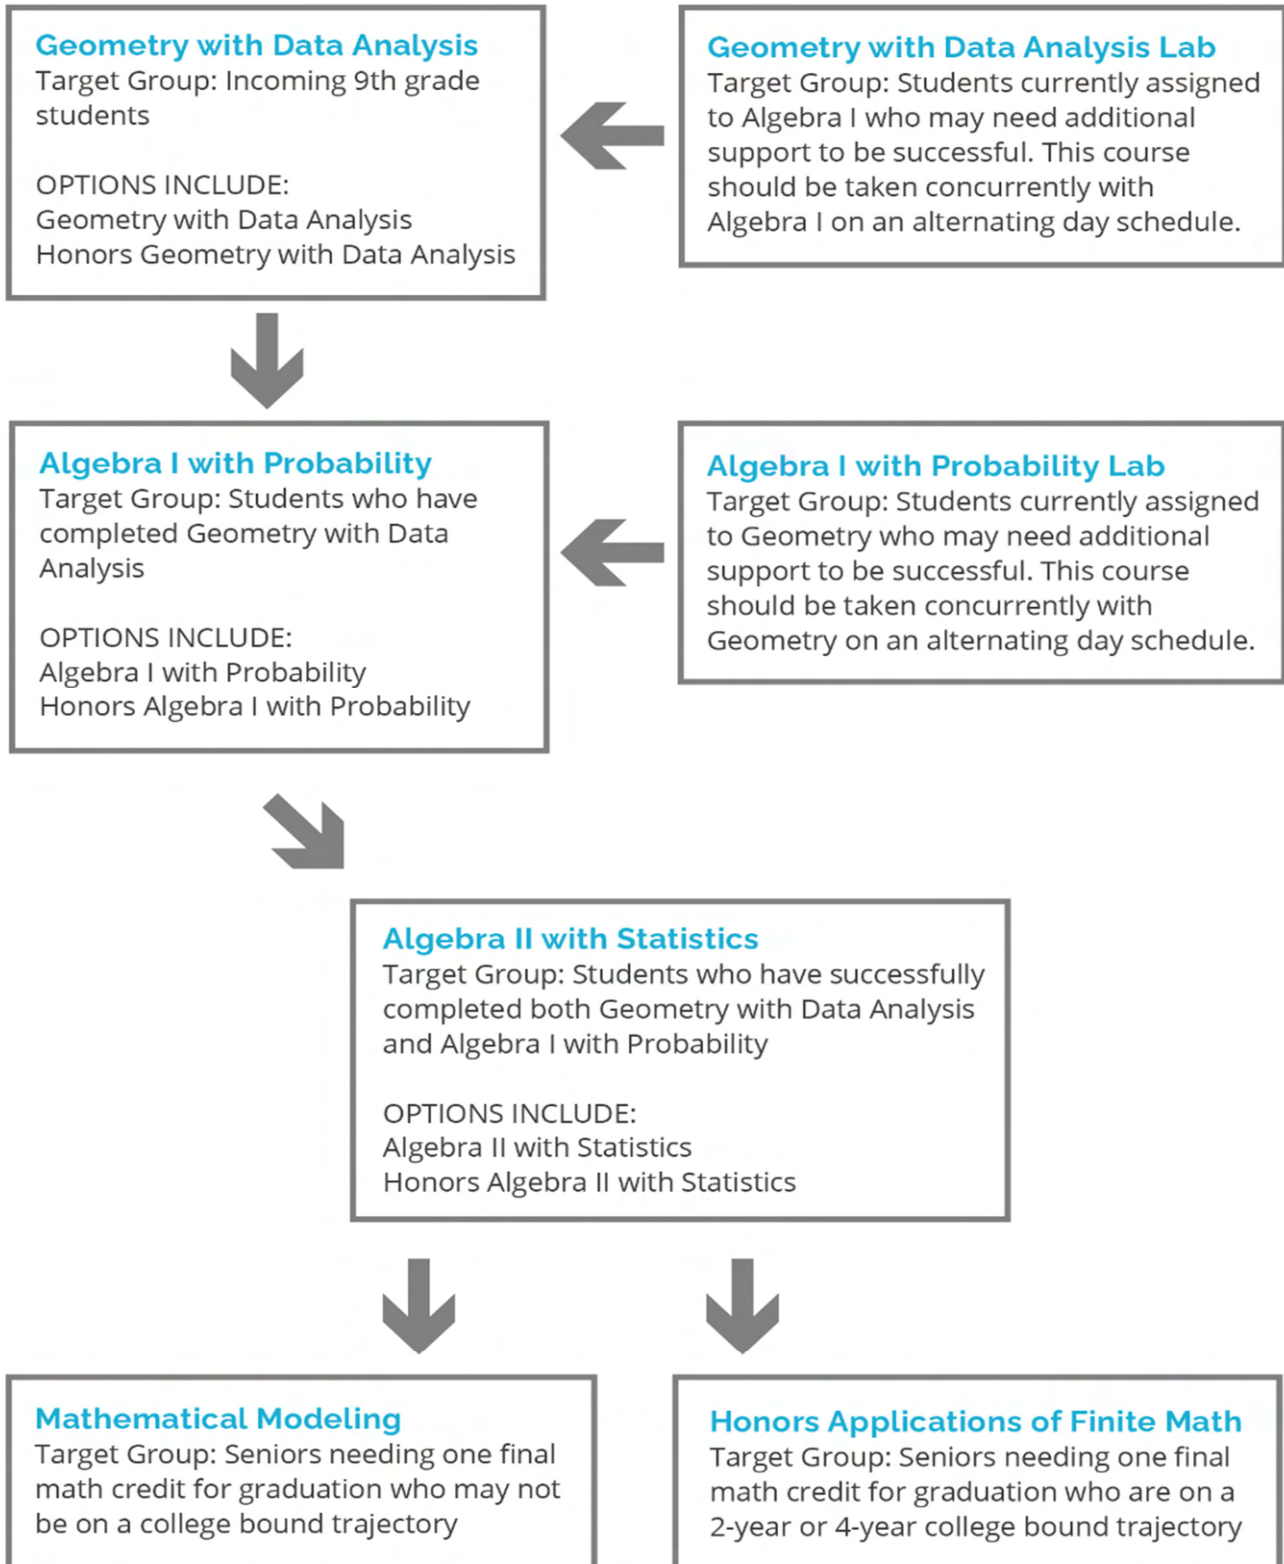 Geometry with Data Analysis
Target Group: Incoming 9th grade
students
OPTIONS INCLUDE:
Geometry with Data Analysis
Honors Geometry with Data Analysis
Geometry with Data Analysis Lab
Target Group: Students currently assigned
to Algebra I who may need additional
support to be successful. This course
should be taken concurrently with
Algebra I on an alternating day schedule.
Algebra I with Probability
Target Group: Students who have
completed Geometry with Data
Analysis
OPTIONS INCLUDE:
Algebra I with Probability
Honors Algebra I with Probability
Algebra I with Probability Lab
Target Group: Students currently assigned
to Geometry who may need additional
support to be successful. This course
should be taken concurrently with
Geometry on an alternating day schedule.
Algebra II with Statistics
Target Group: Students who have successfully
completed both Geometry with Data Analysis
and Algebra I with Probability
OPTIONS INCLUDE:
Algebra II with Statistics
Honors Algebra II with Statistics
Mathematical Modeling
Target Group: Seniors needing one final
math credit for graduation who may not
be on a college bound trajectory
Honors Applications of Finite Math
Target Group: Seniors needing one final
math credit for graduation who are on a
2-year or 4-year college bound trajectory